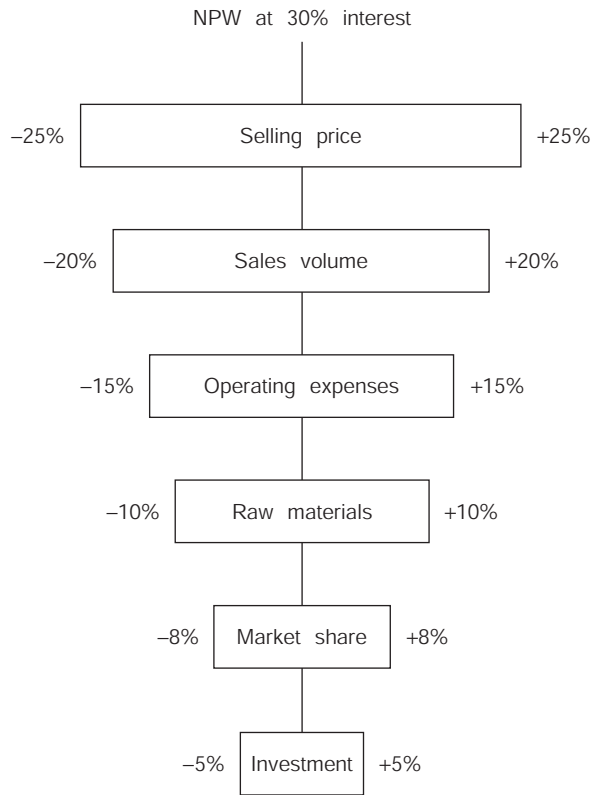 NPW at 30% interest
–25% Selling price +25%
–20% Sales volume +20%
–15% Operating expenses +15%
–10% Raw materials +10%
–8% Market share +8%
–5% Investment +5%